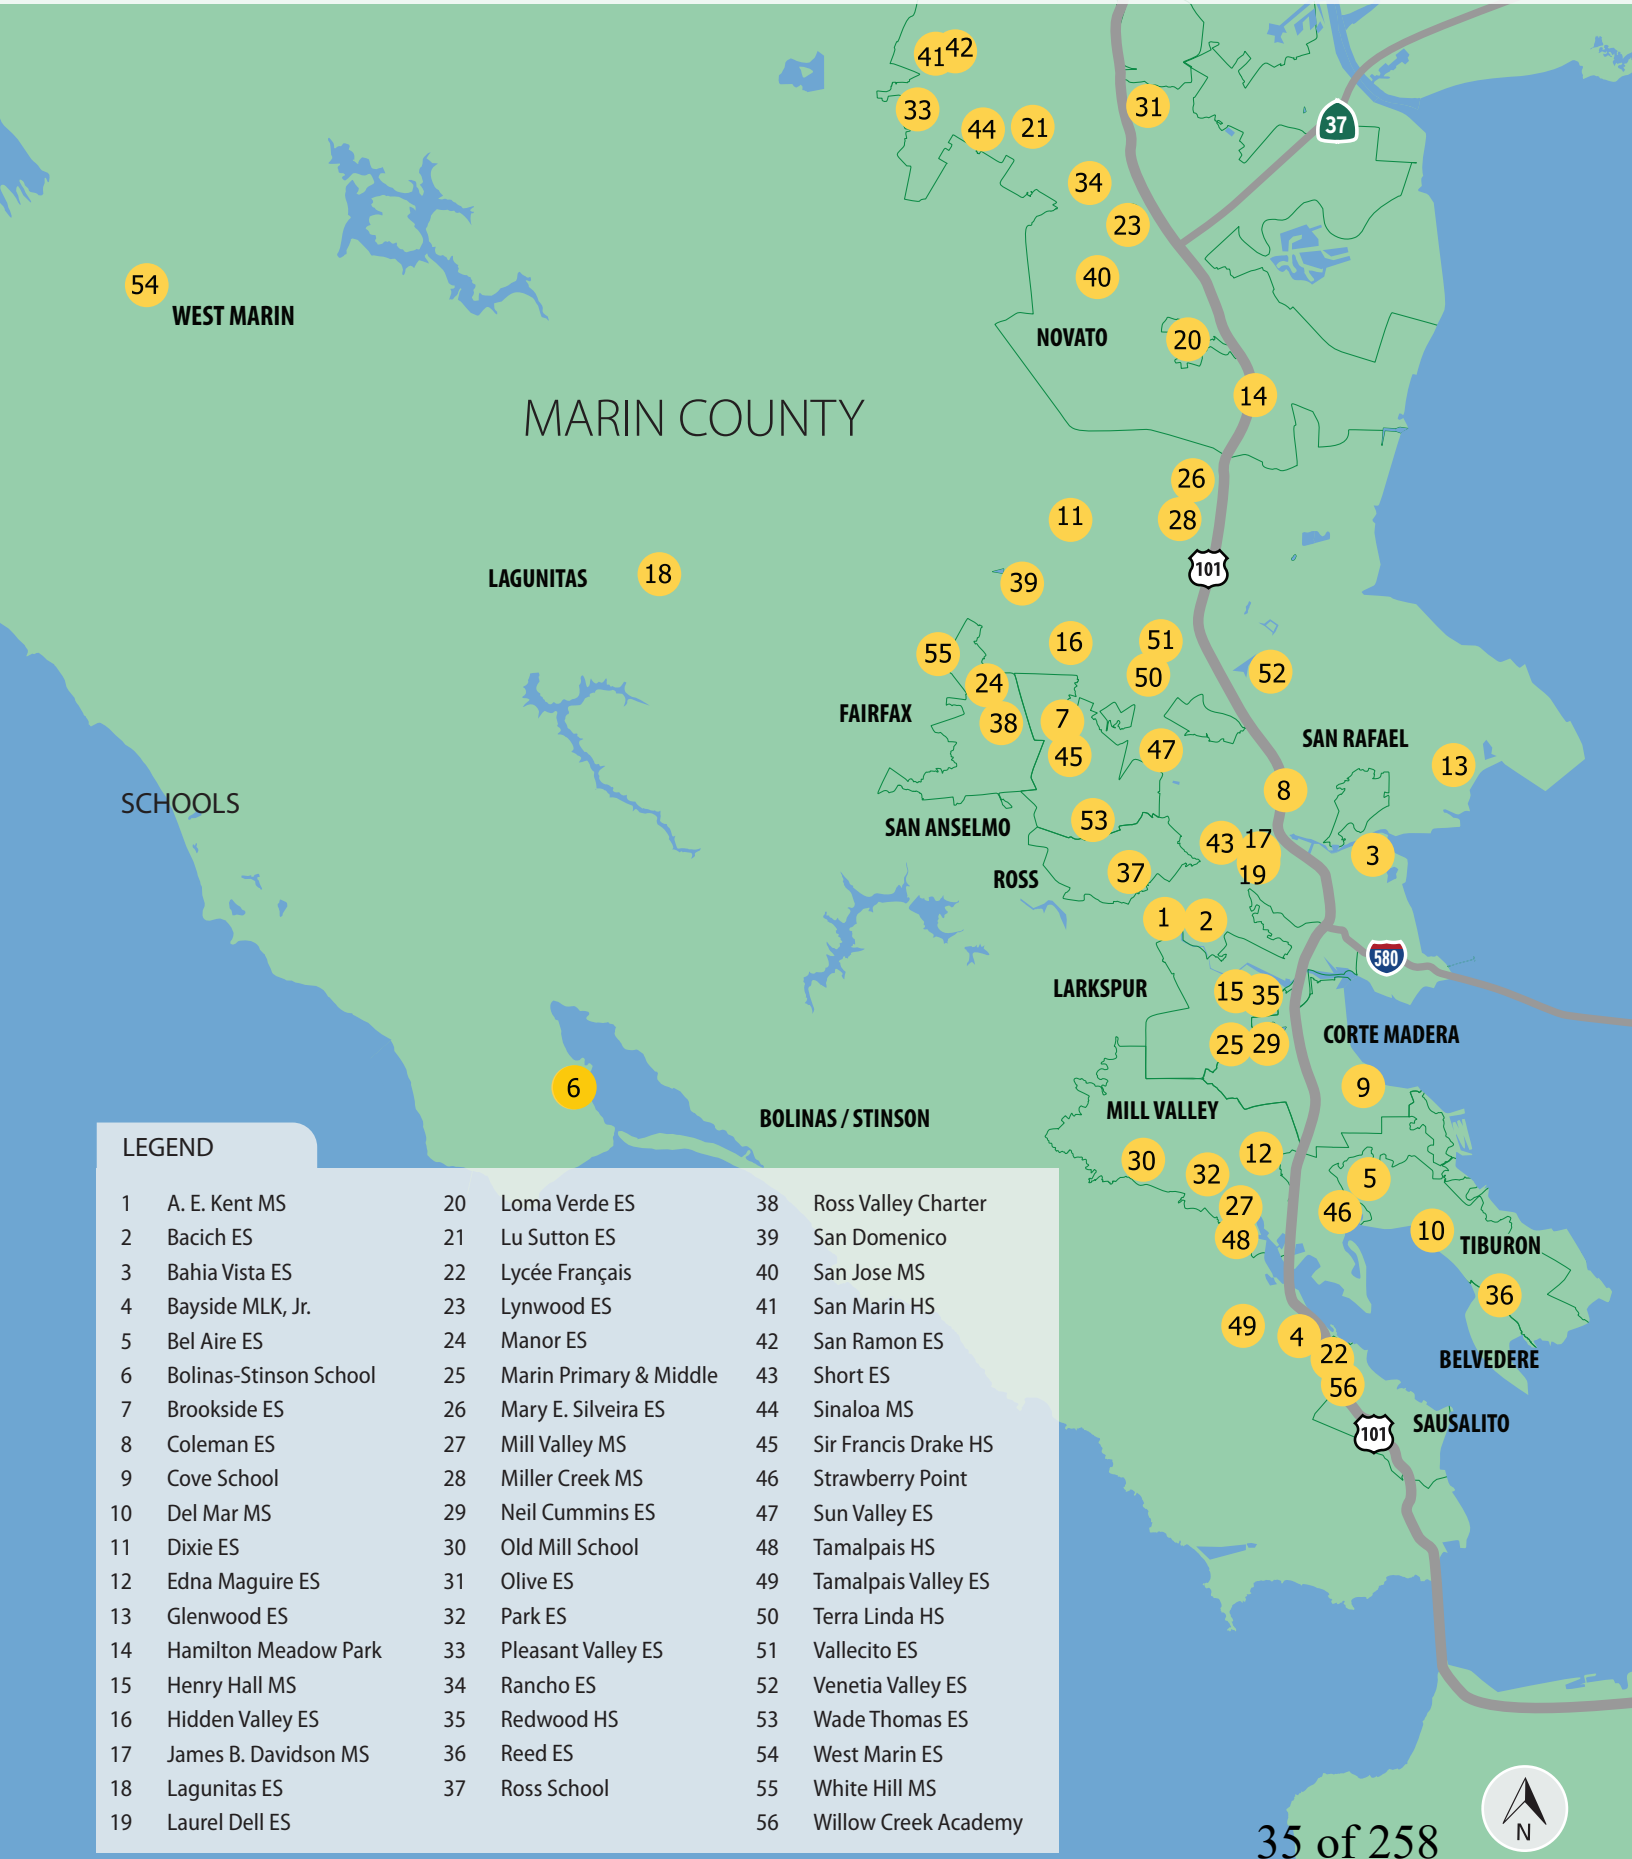 41 42
33
44
21
31
37
34
23
54
WEST MARIN
40
NOVATO
20
14
MARIN COUNTY
26
11
28
101
LAGUNITAS
18
39
55
16
51
50
52
24
FAIRFAX
38
7
45
47
SAN RAFAEL
13
8
SCHOOLS
SAN ANSELMO
53
43
17
3
ROSS
37
19
1
2
580
LARKSPUR
15
35
CORTE MADERA
25
29
6
9
BOLINAS / STINSON
MILL VALLEY
30
32
12
5
27
46
48
10
TIBURON
36
49
4
22
BELVEDERE
56
101
SAUSALITO
LEGEND
1 A. E. Kent MS
2 Bacich ES
3 Bahia Vista ES
4 Bayside MLK, Jr.
5 Bel Aire ES
6 Bolinas-Stinson School
7 Brookside ES
8 Coleman ES
9 Cove School
10 Del Mar MS
11 Dixie ES
12 Edna Maguire ES
13 Glenwood ES
14 Hamilton Meadow Park
15 Henry Hall MS
16 Hidden Valley ES
17 James B. Davidson MS
18 Lagunitas ES
19 Laurel Dell ES
20 Loma Verde ES
21 Lu Sutton ES
22 Lycée Français
23 Lynwood ES
24 Manor ES
25 Marin Primary & Middle
26 Mary E. Silveira ES
27 Mill Valley MS
28 Miller Creek MS
29 Neil Cummins ES
30 Old Mill School
31 Olive ES
32 Park ES
33 Pleasant Valley ES
34 Rancho ES
35 Redwood HS
36 Reed ES
37 Ross School
38 Ross Valley Charter
39 San Domenico
40 San Jose MS
41 San Marin HS
42 San Ramon ES
43 Short ES
44 Sinaloa MS
45 Sir Francis Drake HS
46 Strawberry Point
47 Sun Valley ES
48 Tamalpais HS
49 Tamalpais Valley ES
50 Terra Linda HS
51 Vallecito ES
52 Venetia Valley ES
53 Wade Thomas ES
54 West Marin ES
55 White Hill MS
56 Willow Creek Academy
N
35 of 258